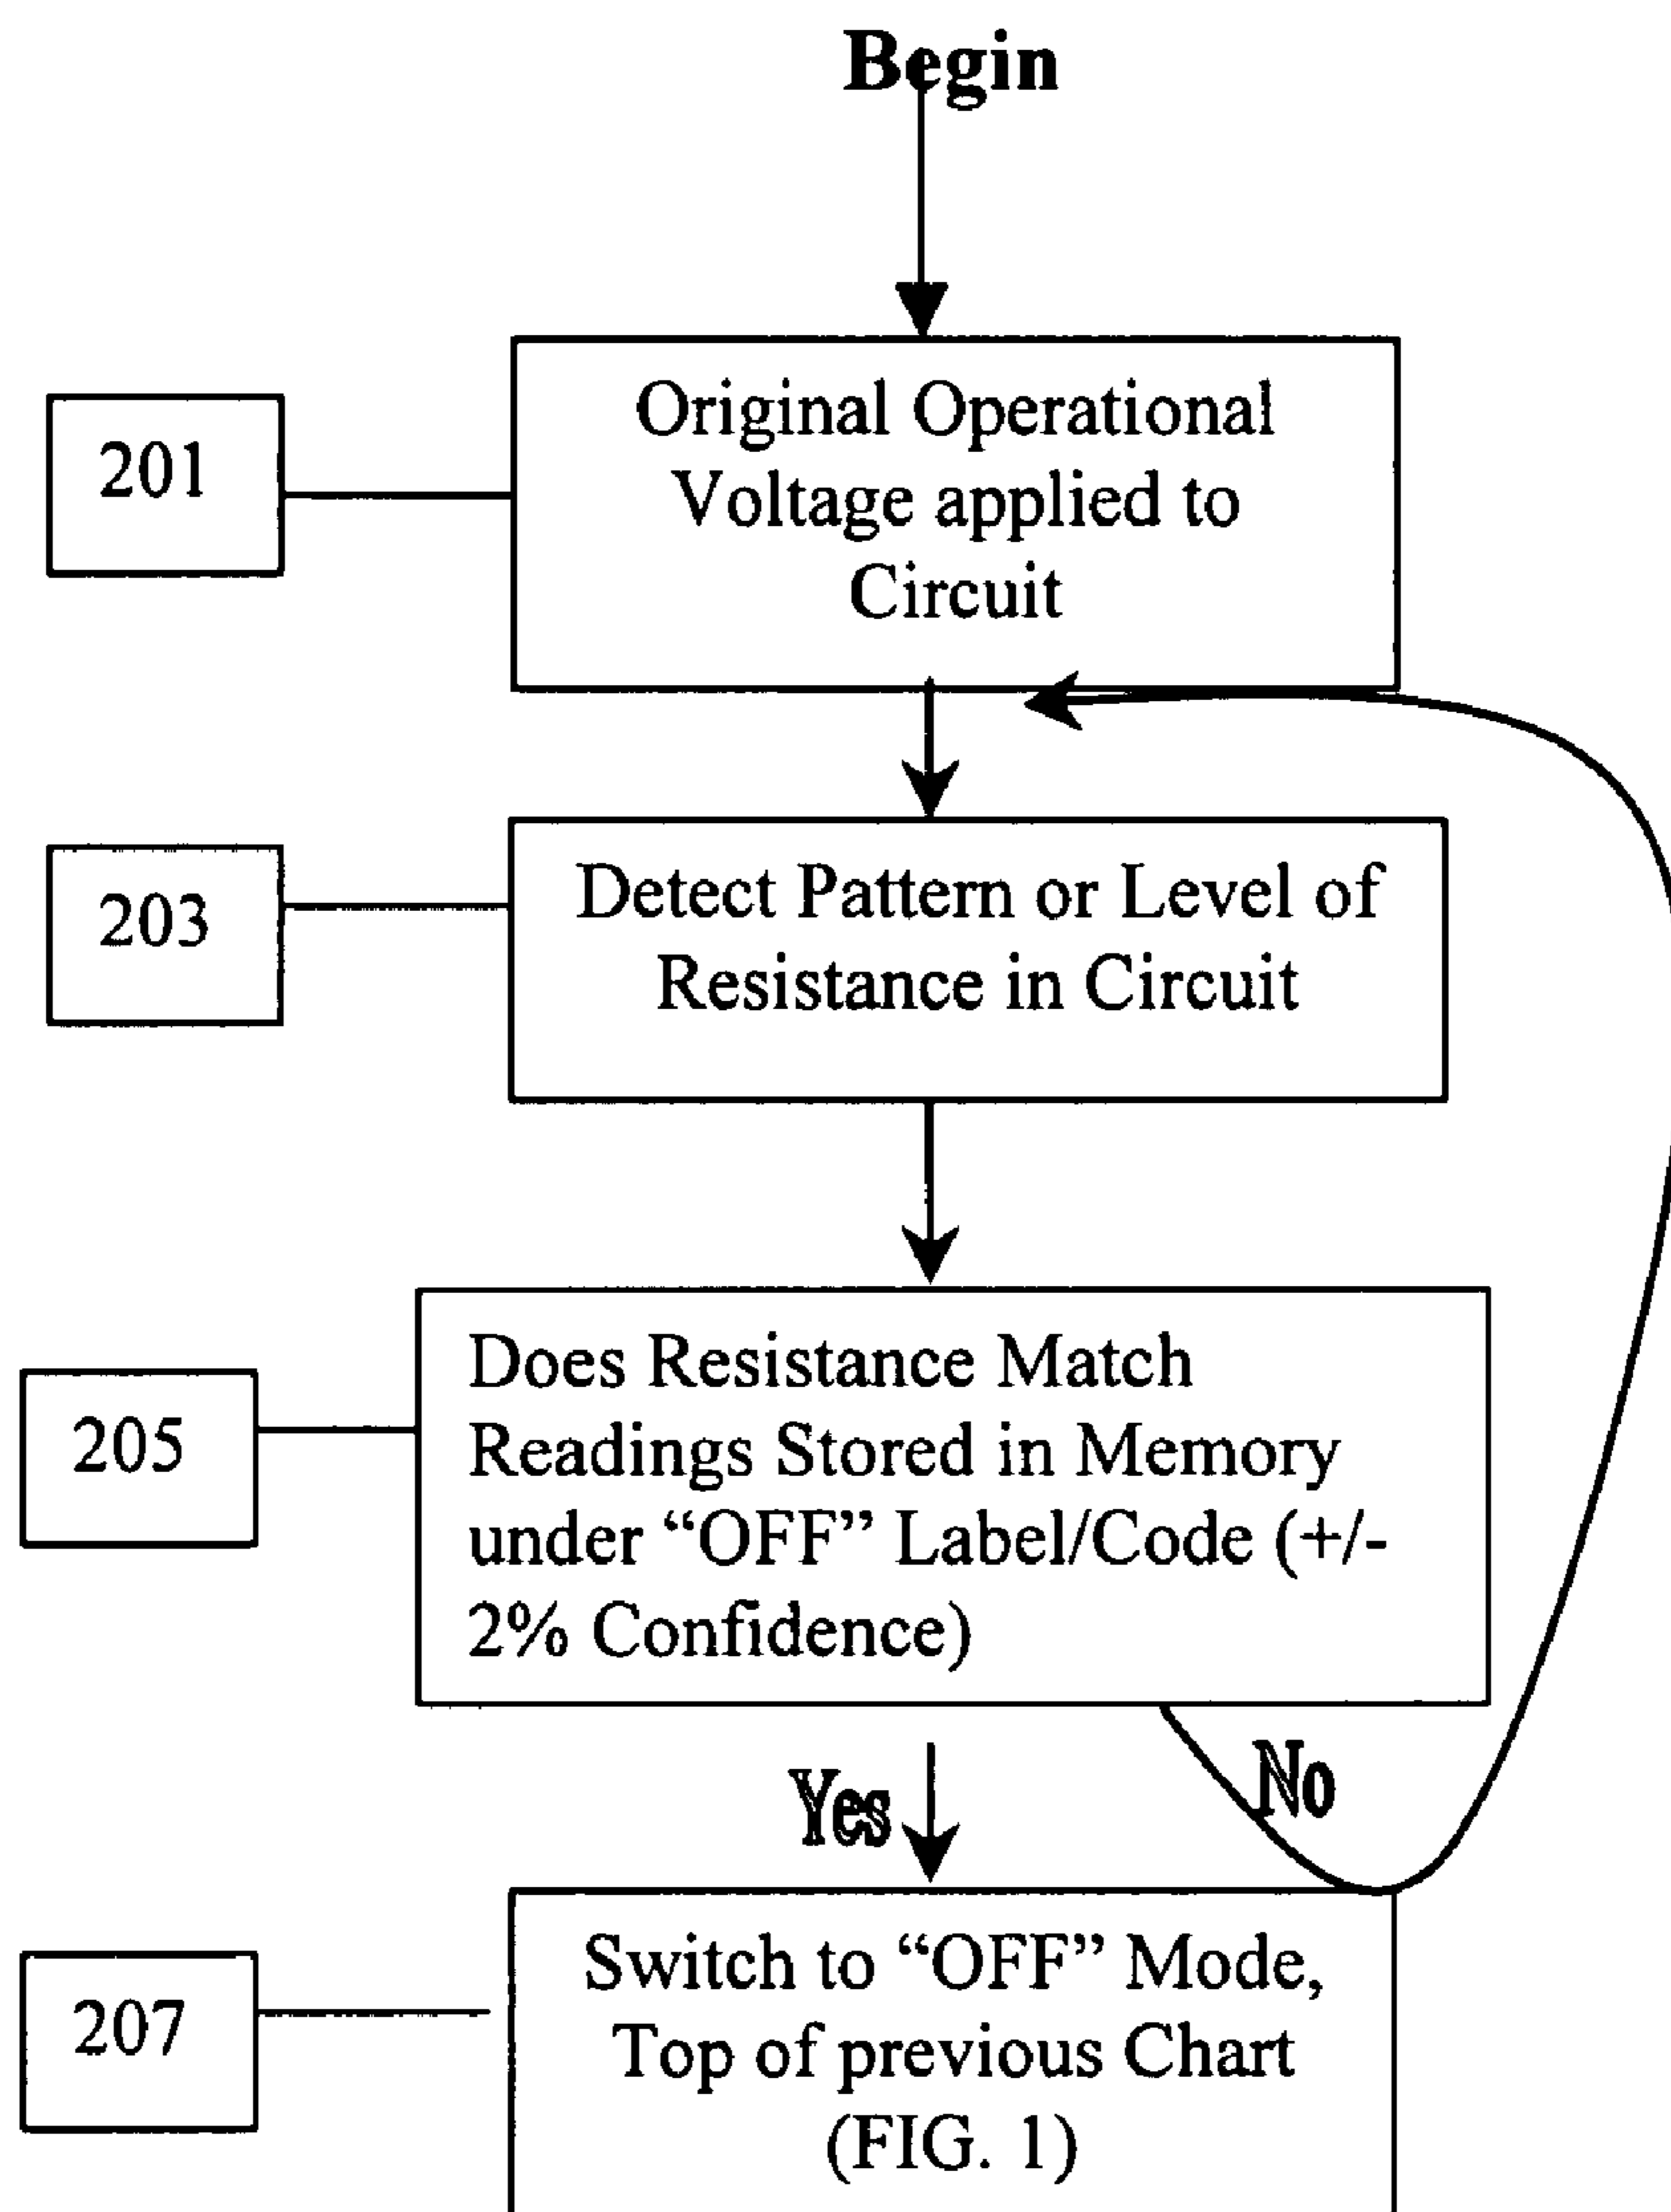 Begin
201
Original Operational
Voltage applied to
Circuit
203
Detect Pattern or Level of
Resistance in Circuit
205
Does Resistance Match
Readings Stored in Memory
under “OFF” Label/Code (+/-
2% Confidence)
Yes
No
207
Switch to “OFF” Mode,
Top of previous Chart
(FIG. 1)